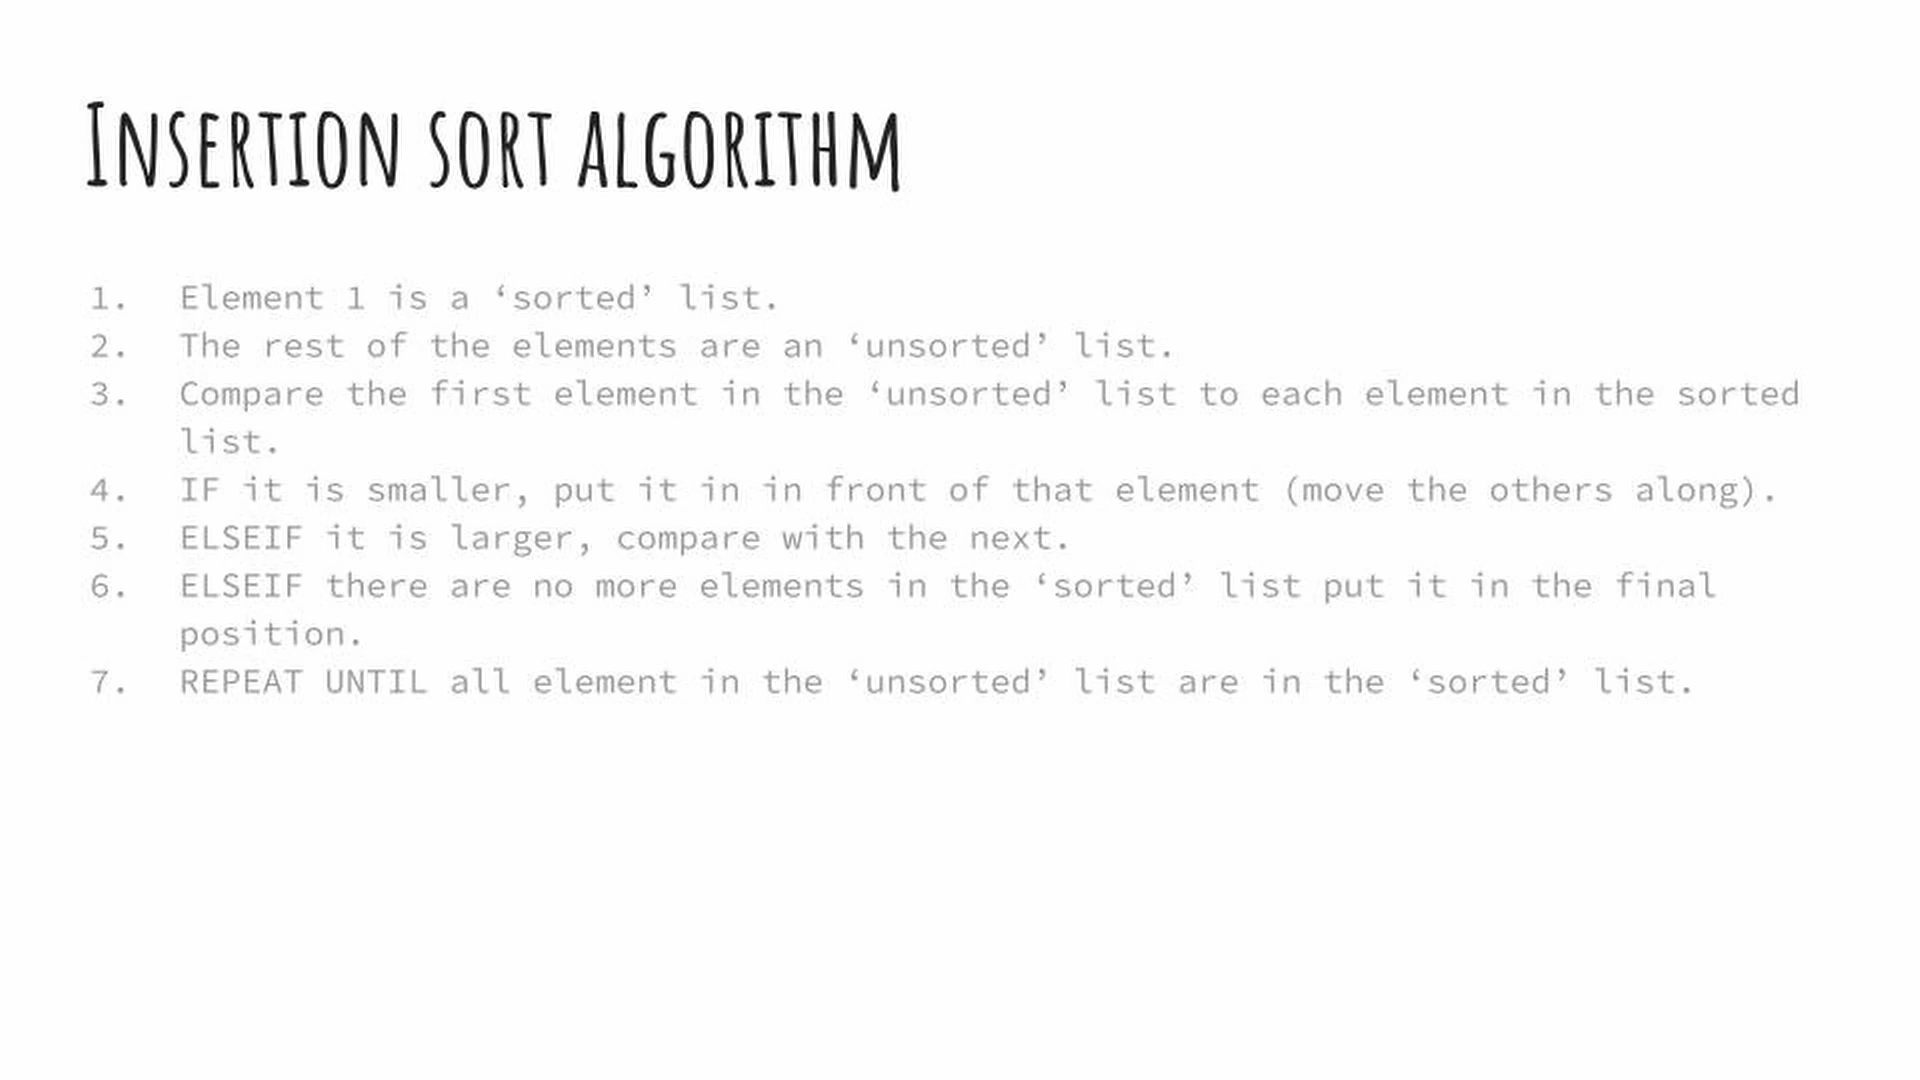 Insertion sort algorithm
1. Element 1 is a ‘sorted’ list.
2. The rest of the elements are an ‘unsorted’ list.
3. Compare the first element in the ‘unsorted’ list to each element in the sorted
list.
4. IF it is smaller, put it in in front of that element (move the others along).
5. ELSEIF it is larger, compare with the next.
6. ELSEIF there are no more elements in the ‘sorted’ list put it in the final
position.
7. REPEAT UNTIL all element in the ‘unsorted’ list are in the ‘sorted’ list.